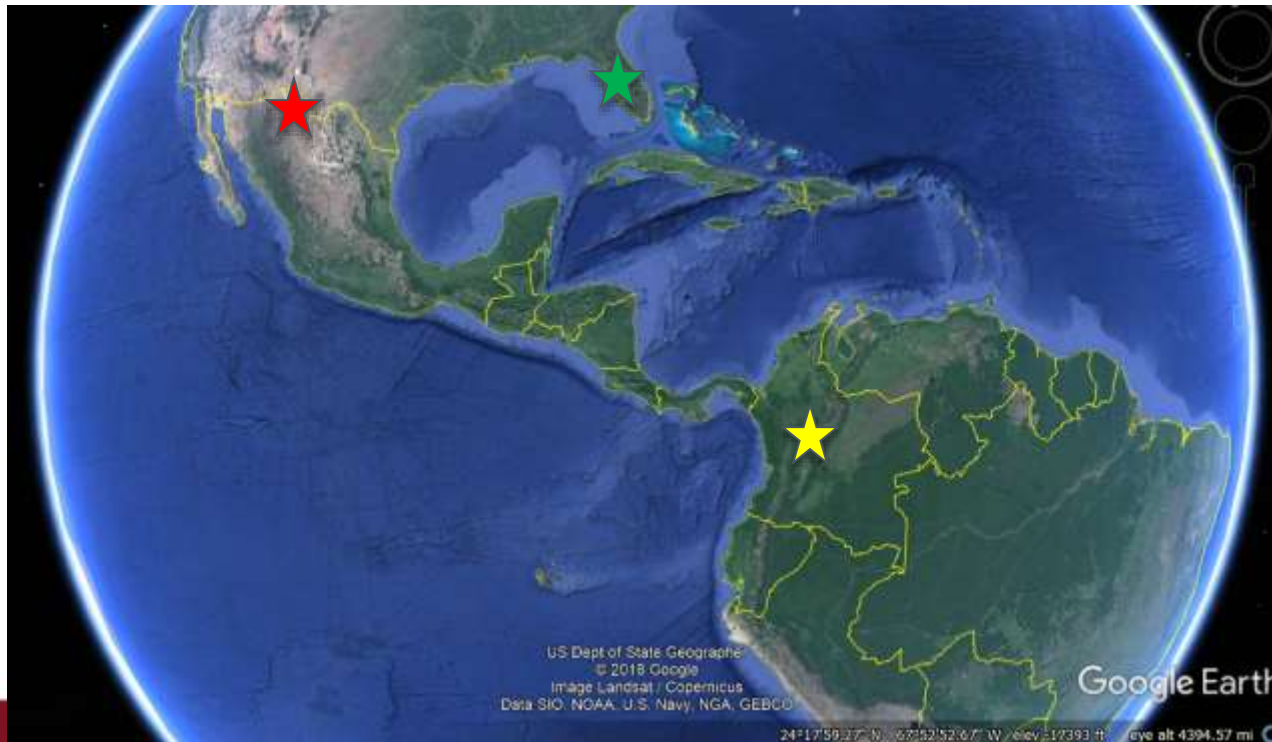 US Dept of State Geographer
© 2018 Google
Image Landsat / Copernicus
Data SIO, NOAA, U.S. Navy, NGA, GEBCO
Google Earth
24°17'59.27" N 67°52'52.67" W elev -17393 ft eye alt 4394.57 mi